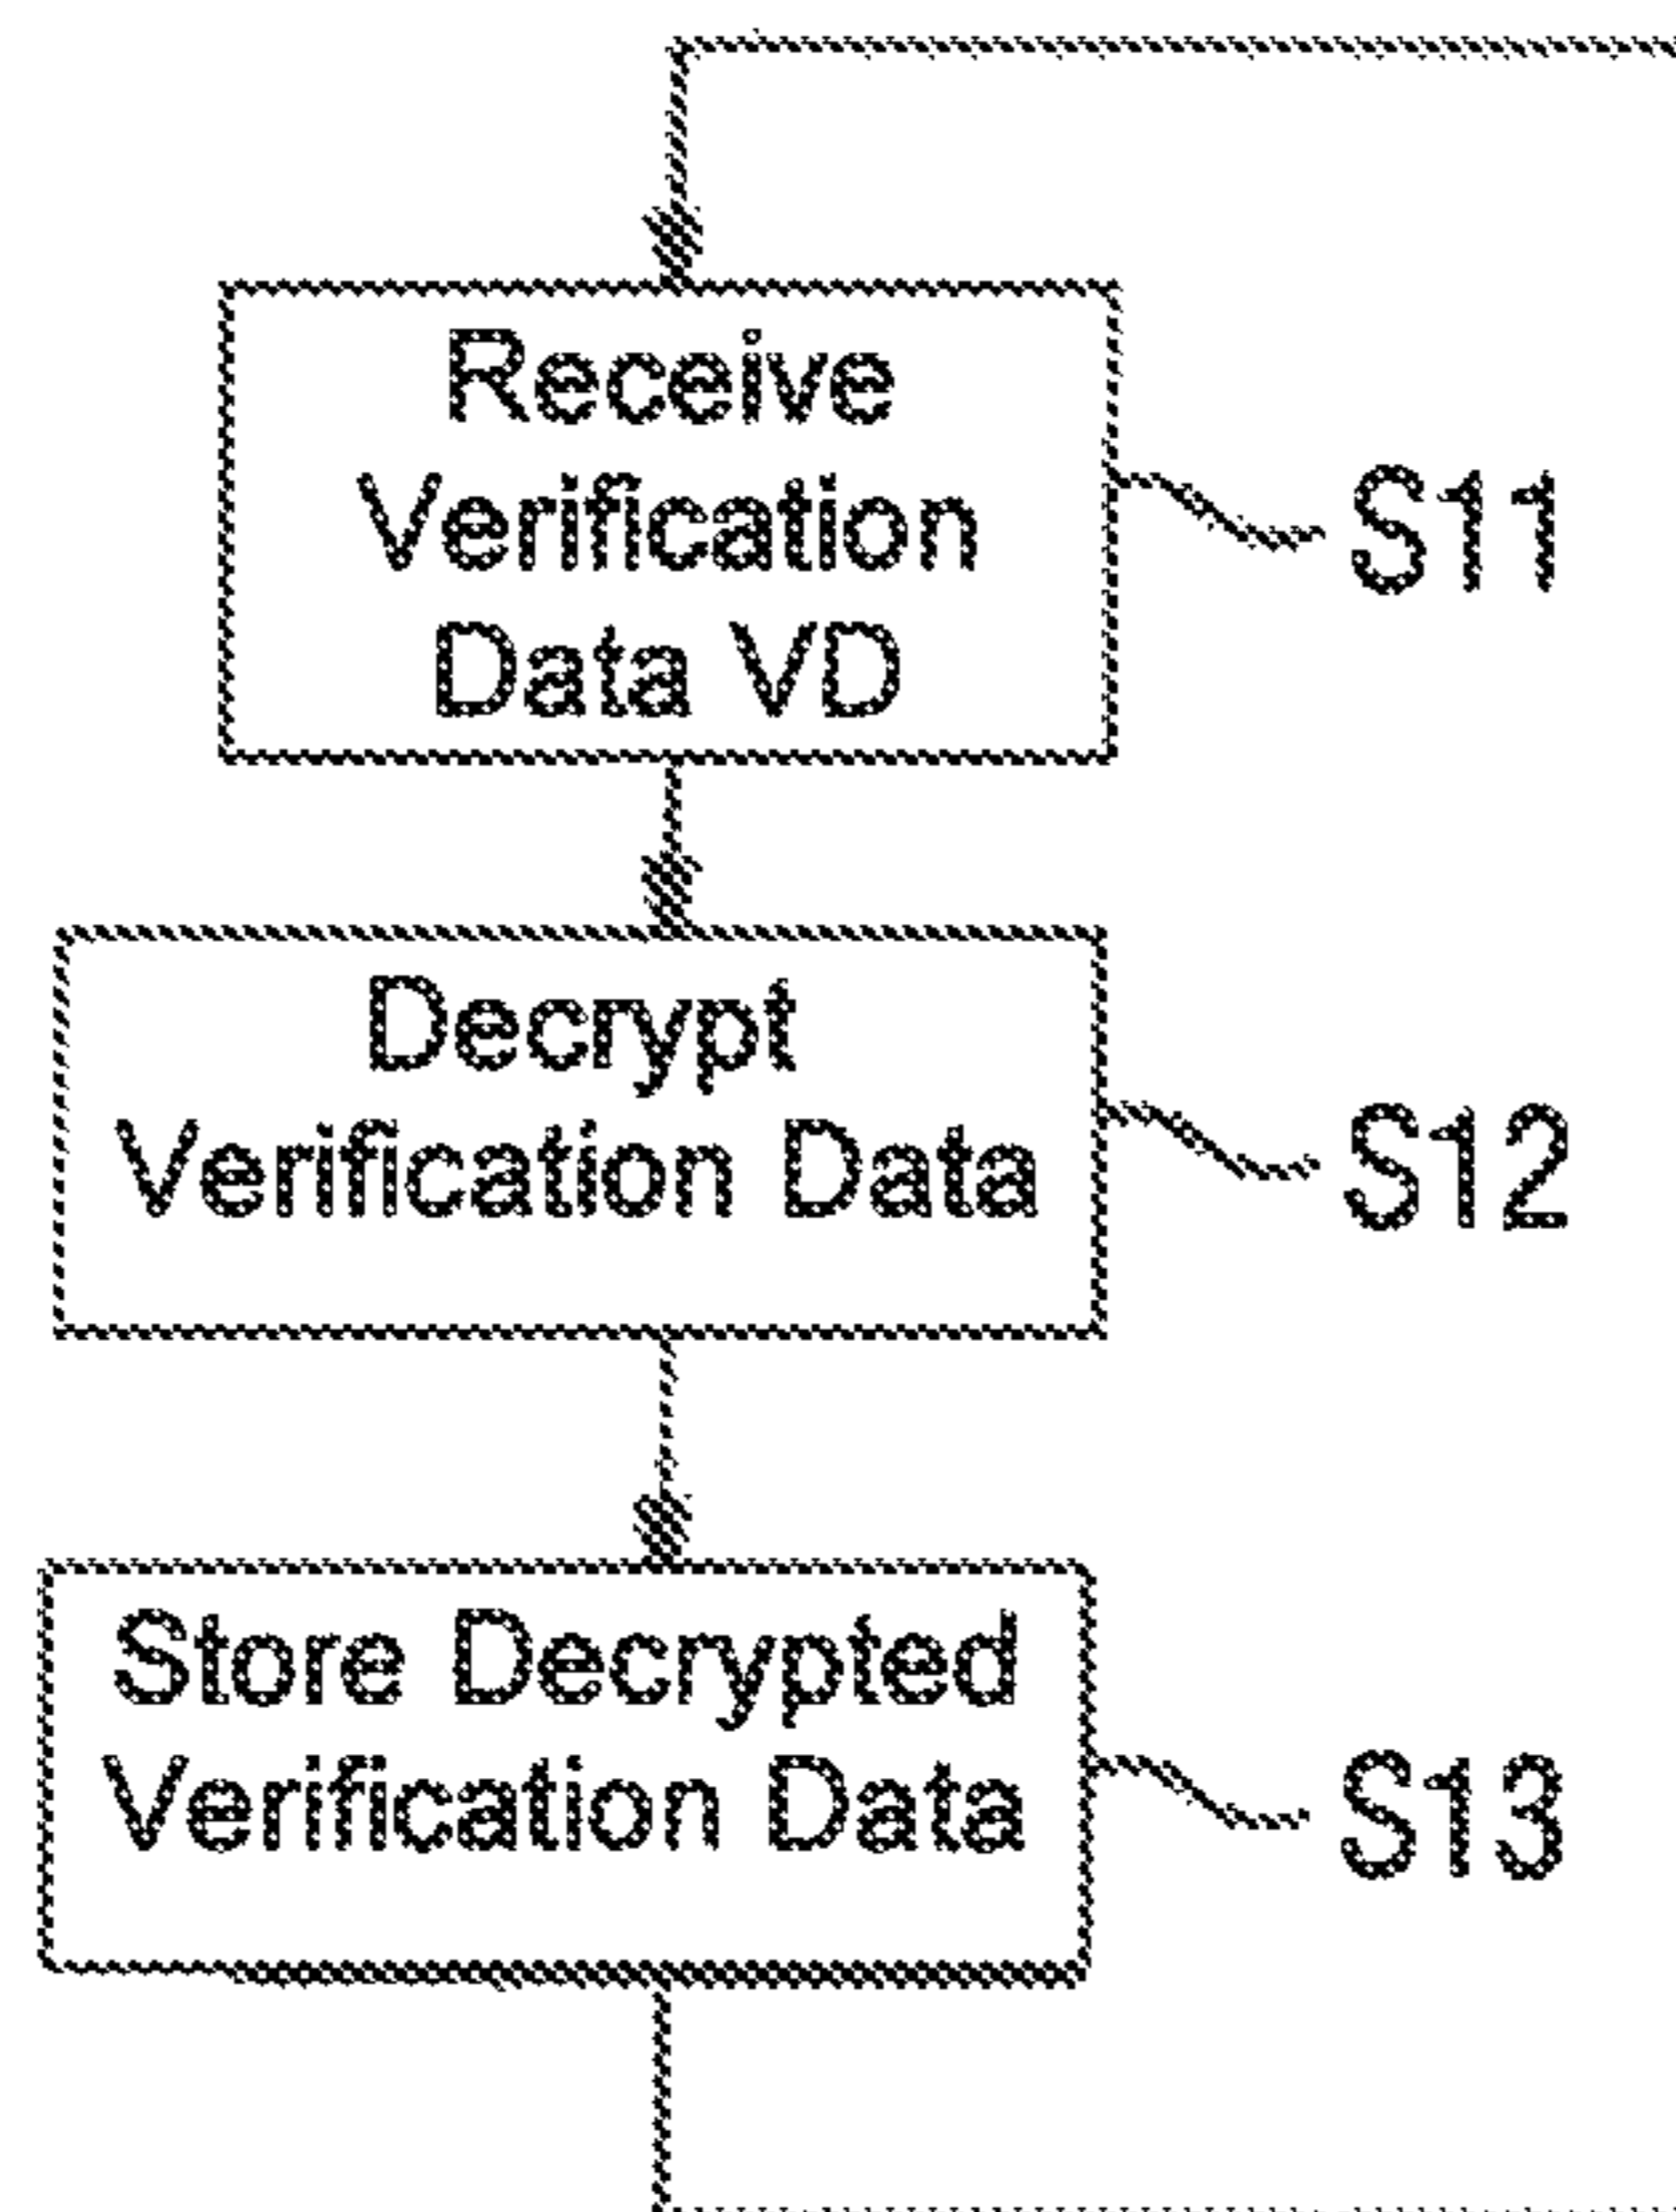 Receive
Verification
Data VD
S11
Decrypt
Verification Data
S12
Store Decrypted
Verification Data
S13